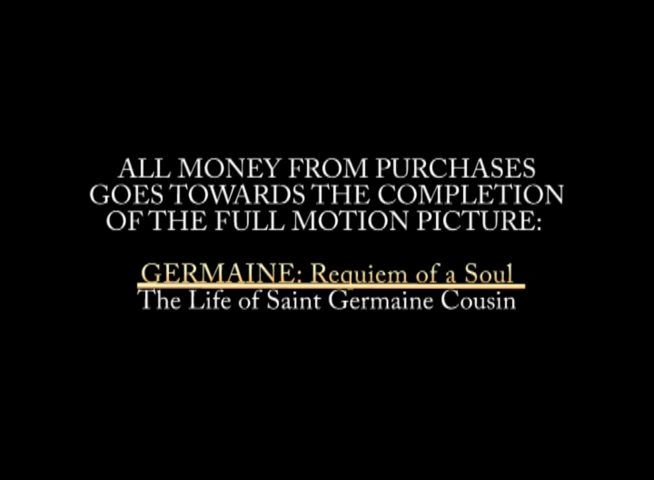 ALL MONEY FROM PURCHASES
GOES TOWARDS THE COMPLETION
OF THE FULL MOTION PICTURE:
GERMAINE: Requiem of a Soul
The Life of Saint Germaine Cousin